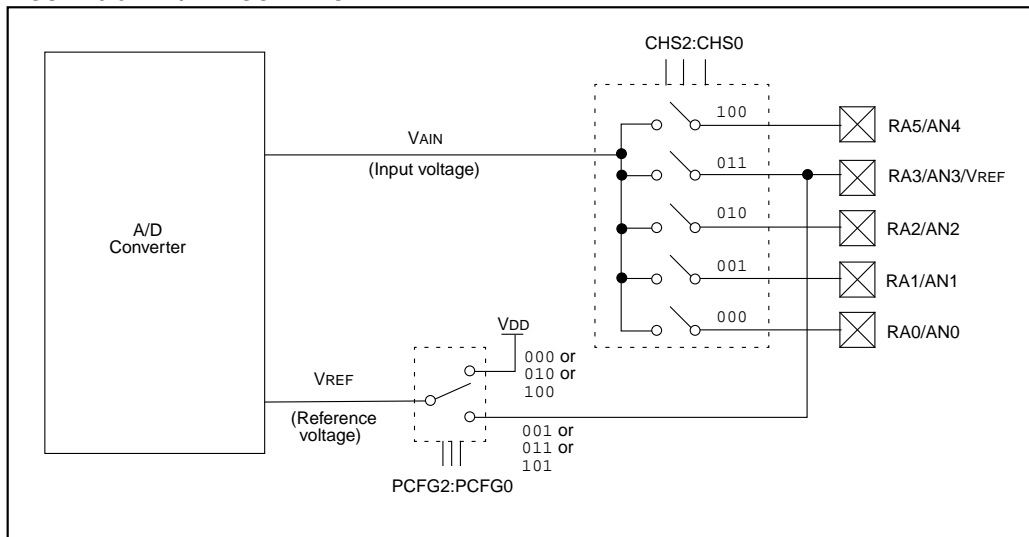 CHS2:CHS0
100
RA5/AN4
VAIN
(Input voltage)
011
RA3/AN3/VREF
A/D
Converter
010
RA2/AN2
001
RA1/AN1
000
RA0/AN0
VDD
000 or
010 or
100
VREF
(Reference
voltage)
001 or
011 or
101
PCFG2:PCFG0